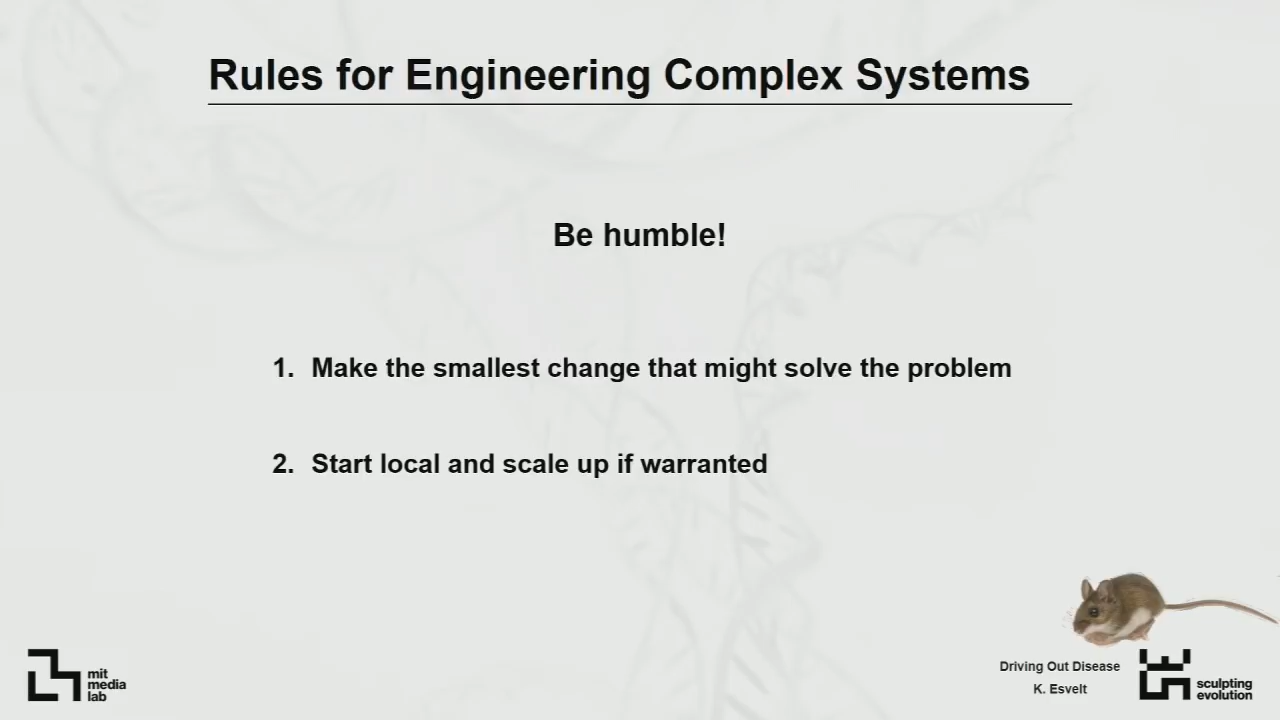 Rules for Engineering Complex Systems
Be humble!
1. Make the smallest change that might solve the problem
2. Start local and scale up if warranted
mit
media
lab
Driving Out Disease
K. Esvelt
sculpting
evolution